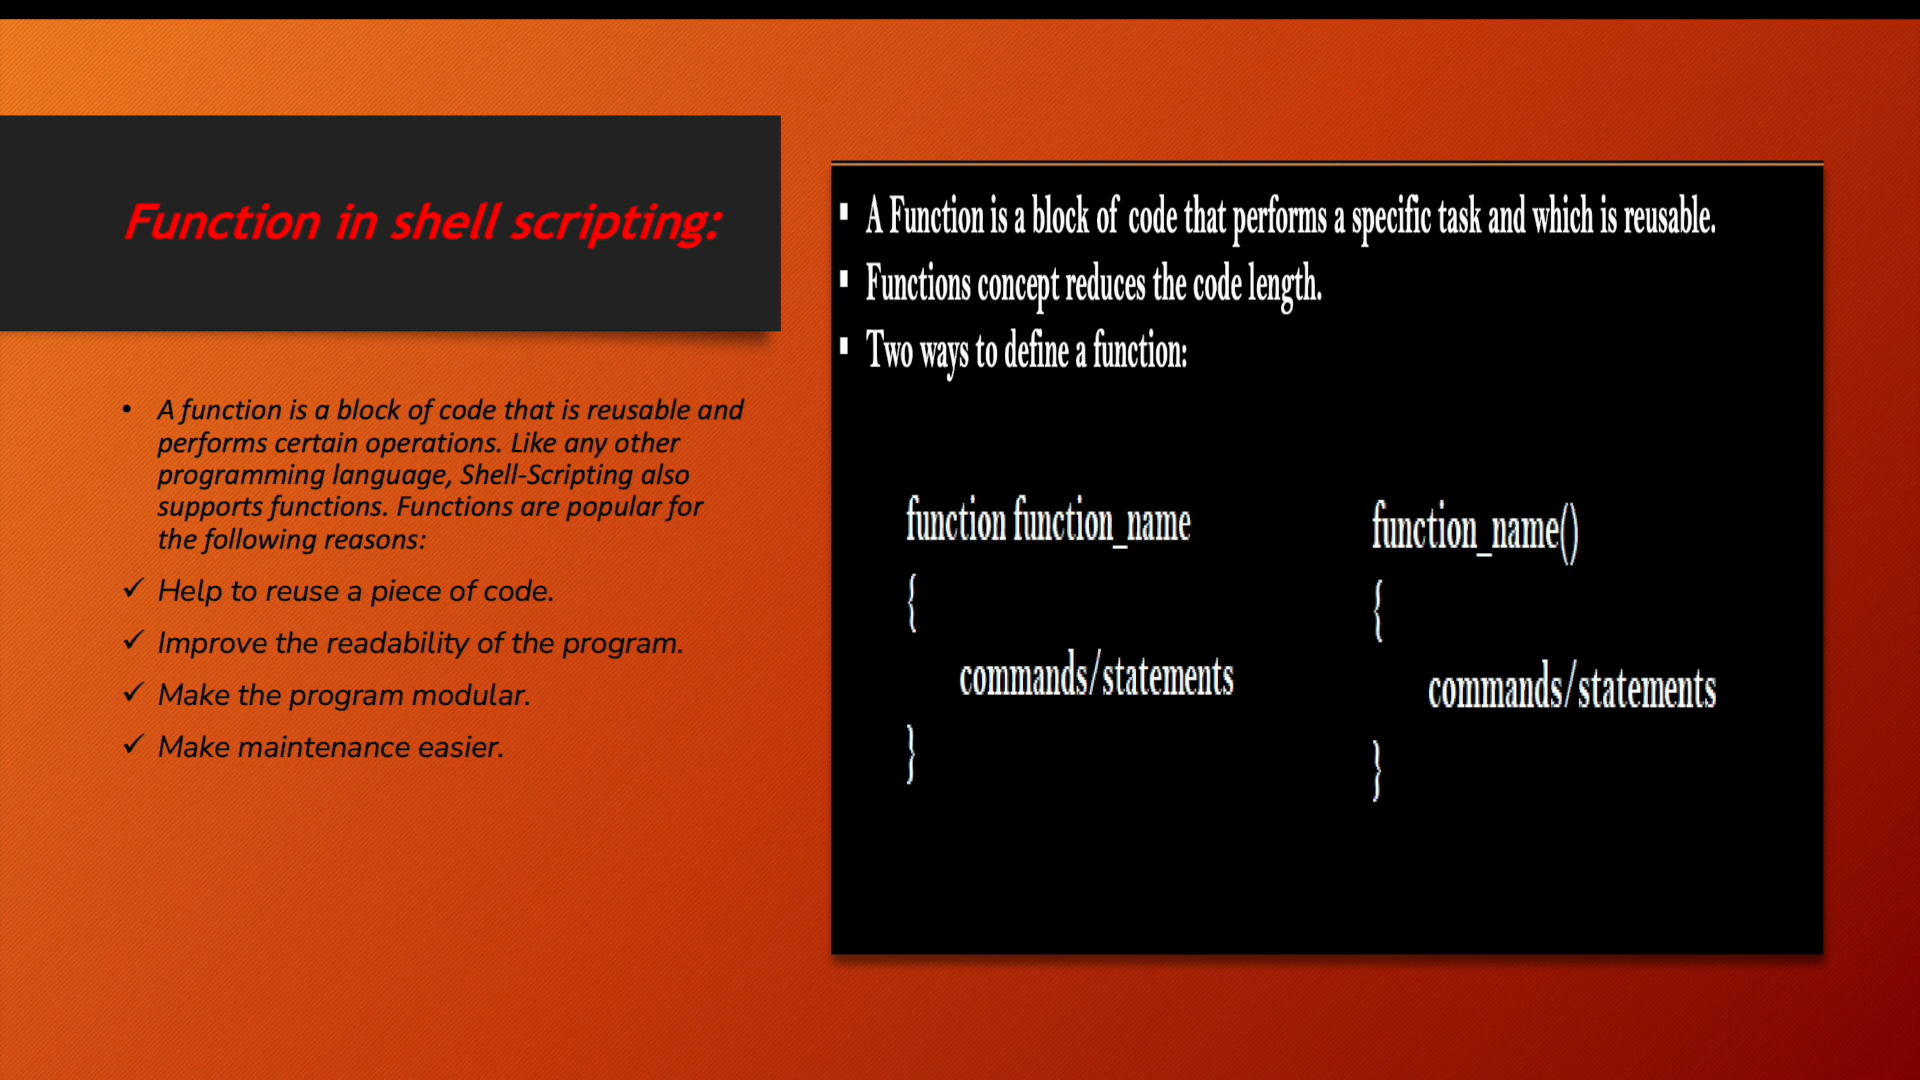 Function in shell scripting:
• A function is a block of code that is reusable and
performs certain operations. Like any other
programming language, Shell-Scripting also
supports functions. Functions are popular for
the following reasons:
✓ Help to reuse a piece of code.
✓ Improve the readability of the program.
✓ Make the program modular.
✓ Make maintenance easier.
▪ A Function is a block of code that performs a specific task and which is reusable.
▪ Functions concept reduces the code length.
▪ Two ways to define a function:
function function_name
{
commands/statements
}
function_name()
{
commands/statements
}